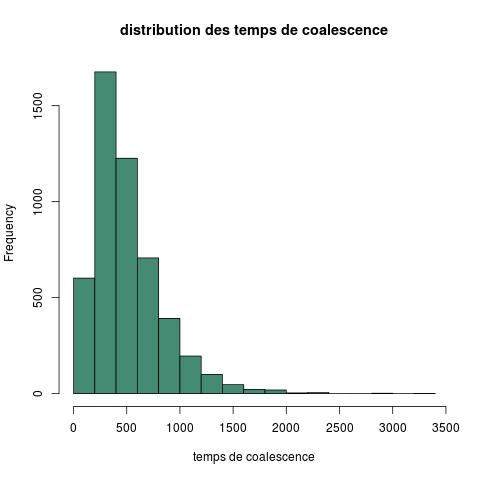 distribution des temps de coalescence
Frequency
1500
1000
500
0
0 500 1000 1500 2000 2500 3000 3500
temps de coalescence